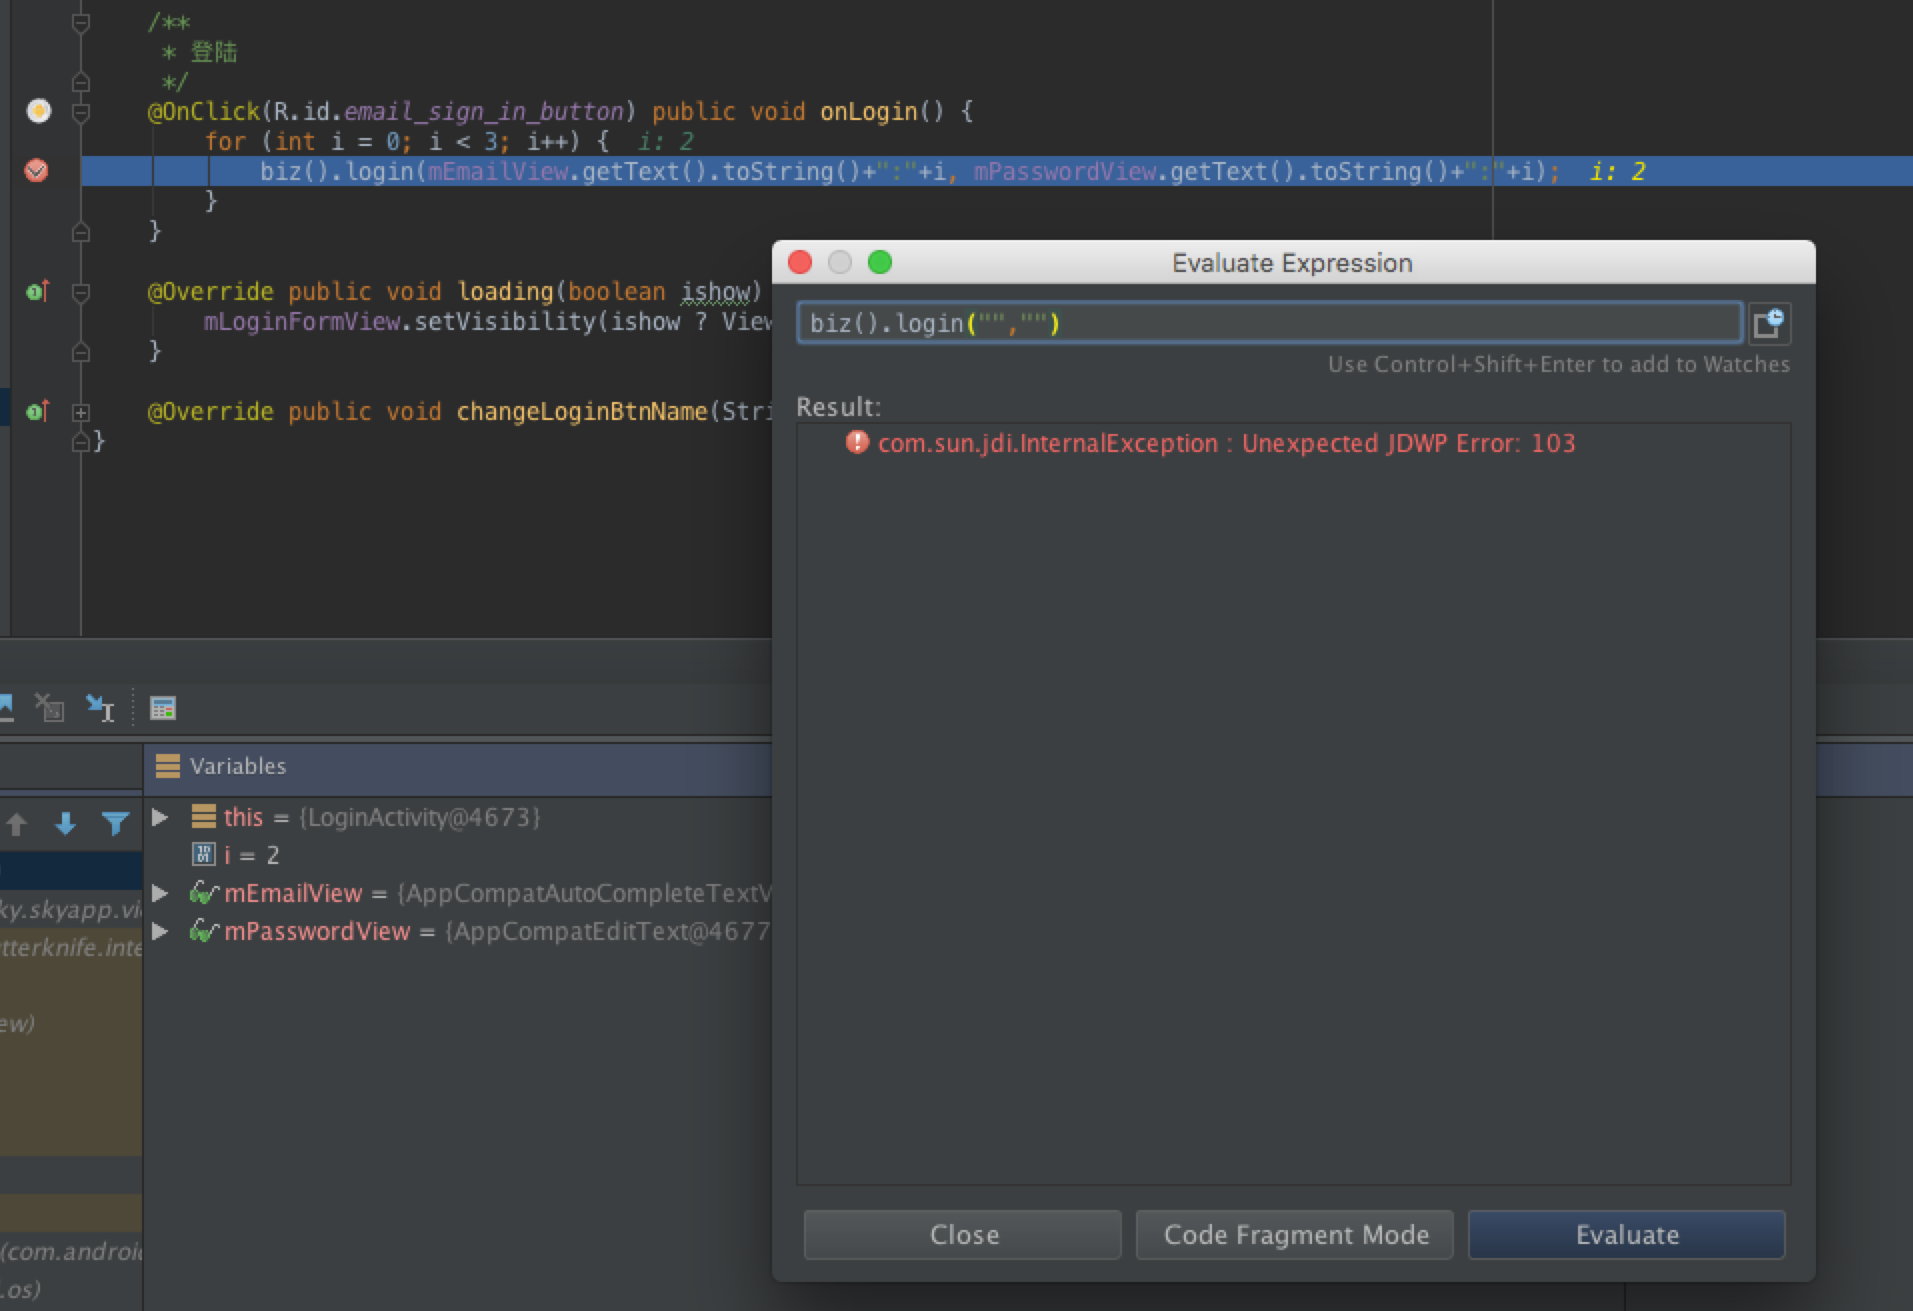 /**
* 登陆
*/
@OnClick(R.id.email_sign_in_button) public void onLogin() {
for (int i = 0; i < 3; i++) {  i: 2
biz().login(mEmailView.getText().toString()+":"+i, mPasswordView.getText().toString()+":"+i);  i: 2
}
}
@Override public void loading(boolean ishow)
mLoginFormView.setVisibility(ishow ? View
}
@Override public void changeLoginBtnName(Stri
}
Evaluate Expression
biz().login("","")
Use Control+Shift+Enter to add to Watches
Result:
com.sun.jdi.InternalException : Unexpected JDWP Error: 103
Close
Code Fragment Mode
Evaluate
Variables
this = {LoginActivity@4673}
i = 2
mEmailView = {AppCompatAutoCompleteTextV
mPasswordView = {AppCompatEditText@4677
ky.skyapp.vi
tterknife.inte
ew)
(com.androi
.os)